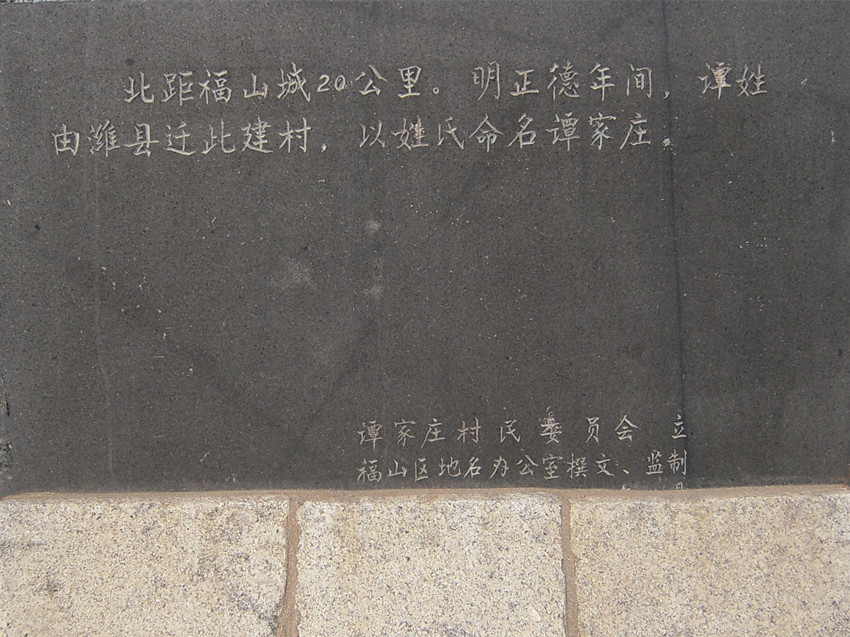 北距福山城20公里。明正德年间，谭姓
由潍县迁此建村，以姓氏命名谭家庄。
谭家庄村民委员会 立
福山区地名办公室撰文、监制